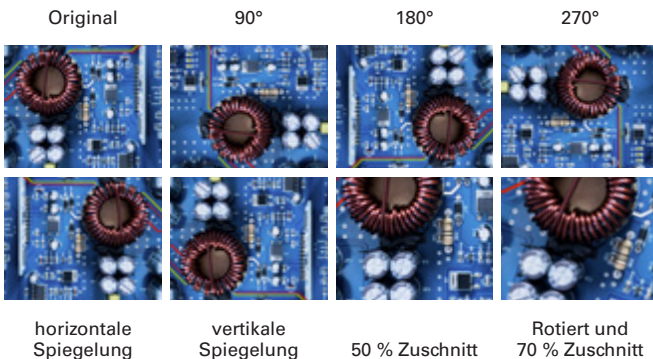 Original
90°
180°
270°
horizontale
Spiegelung
vertikale
Spiegelung
50 % Zuschnitt
Rotiert und
70 % Zuschnitt